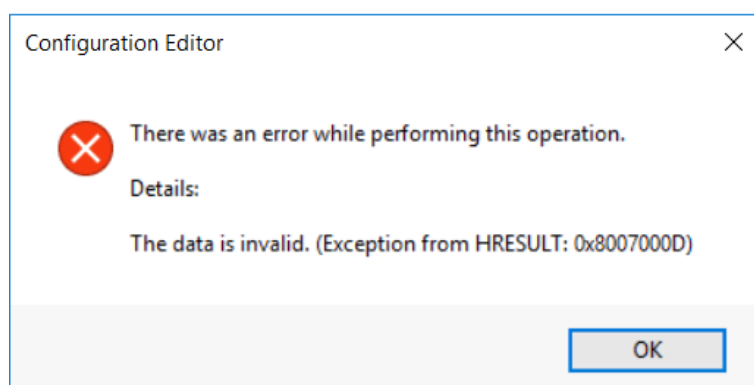 Configuration Editor
There was an error while performing this operation.
Details:
The data is invalid. (Exception from HRESULT: 0x8007000D)
OK